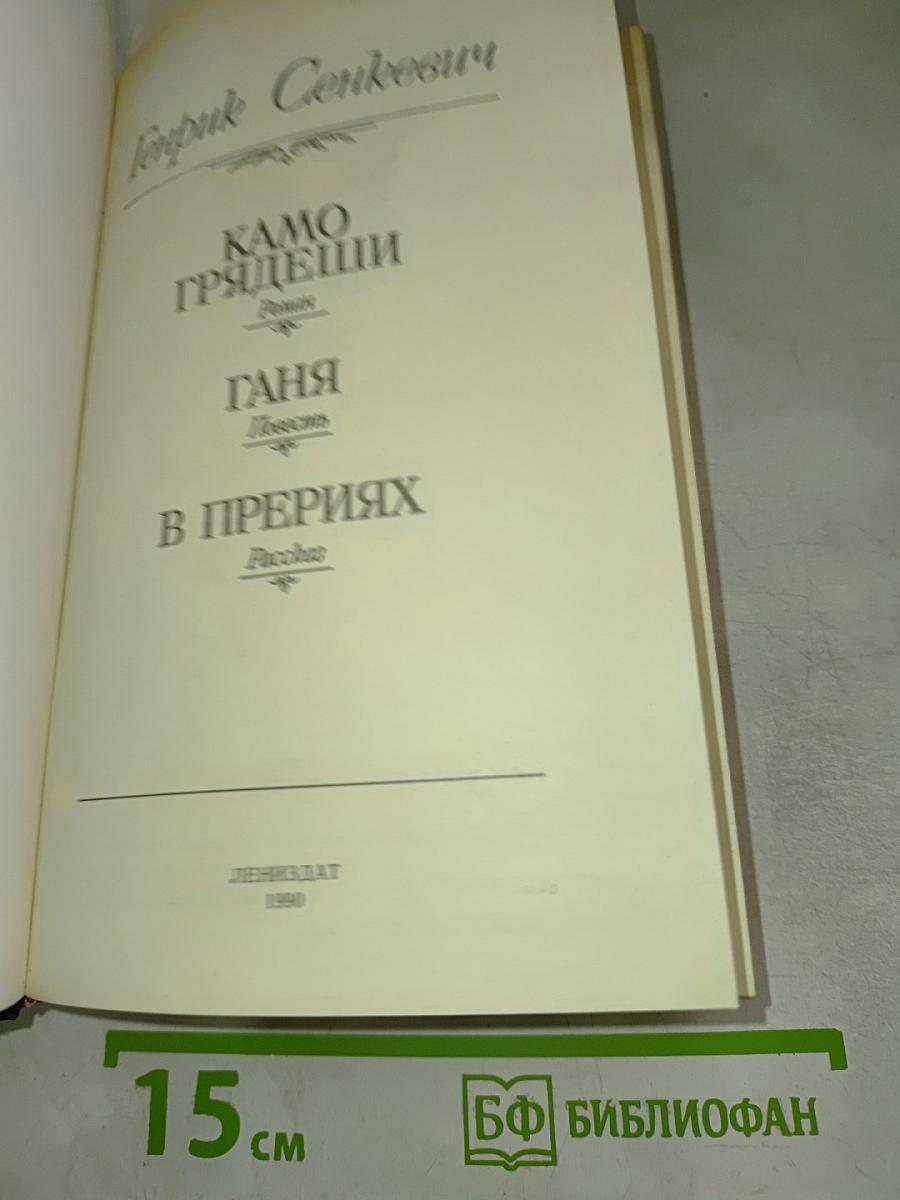 Генрик Сенкевич
КАМО
ГРЯДЕШИ
Роман
ГАНЯ
Повесть
В ПРЕРИЯХ
Рассказ
ЛЕНИЗДАТ
1990
15 см
БФ БИБЛИОФАН